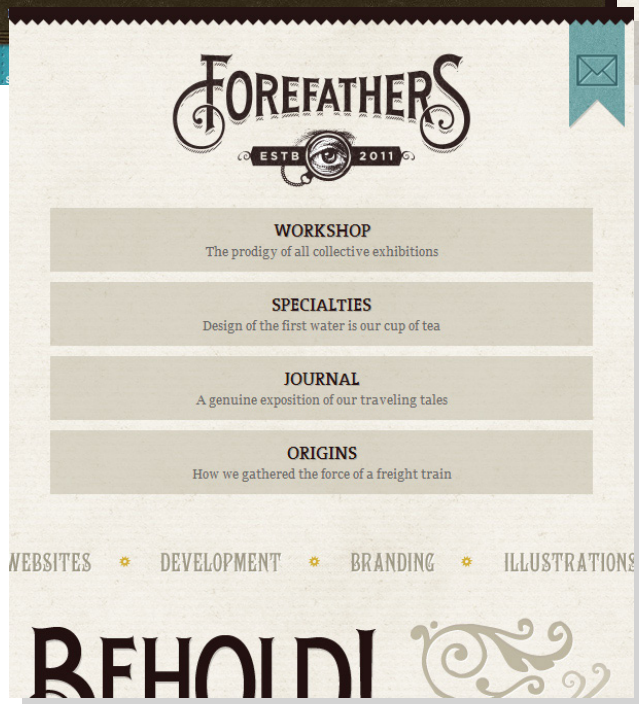 FOREFATHERS
ESTB 2011
WORKSHOP
The prodigy of all collective exhibitions
SPECIALTIES
Design of the first water is our cup of tea
JOURNAL
A genuine exposition of our traveling tales
ORIGINS
How we gathered the force of a freight train
WEBSITES DEVELOPMENT BRANDING ILLUSTRATIONS
BEHOLD!